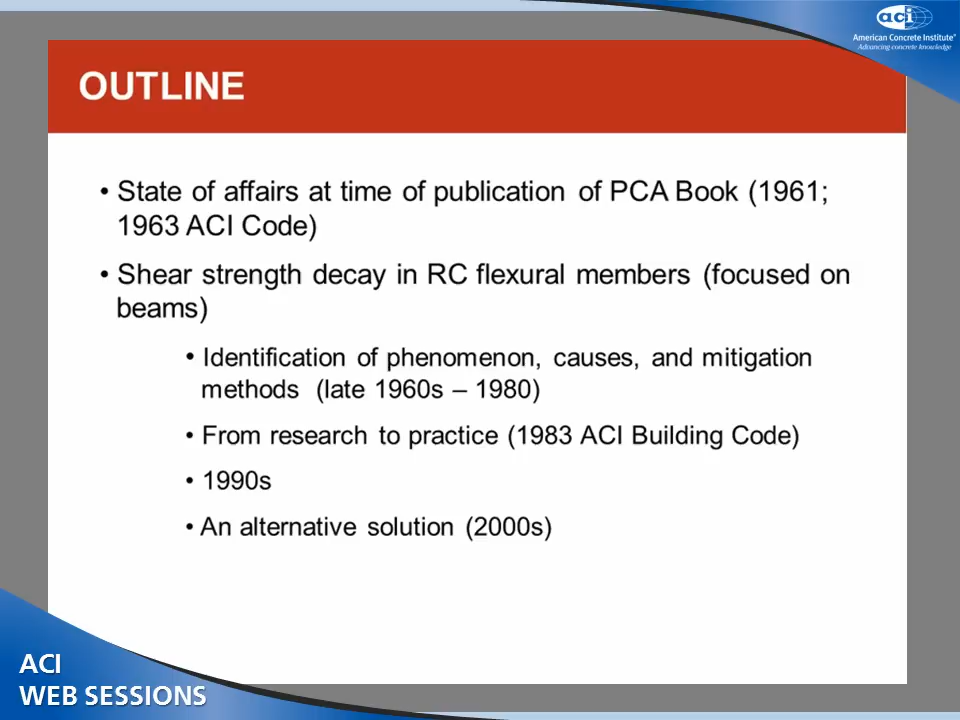 aci
American Concrete Institute®
Advancing concrete knowledge
OUTLINE
• State of affairs at time of publication of PCA Book (1961;
1963 ACI Code)
• Shear strength decay in RC flexural members (focused on
beams)
• Identification of phenomenon, causes, and mitigation
methods (late 1960s – 1980)
• From research to practice (1983 ACI Building Code)
• 1990s
• An alternative solution (2000s)
ACI
WEB SESSIONS